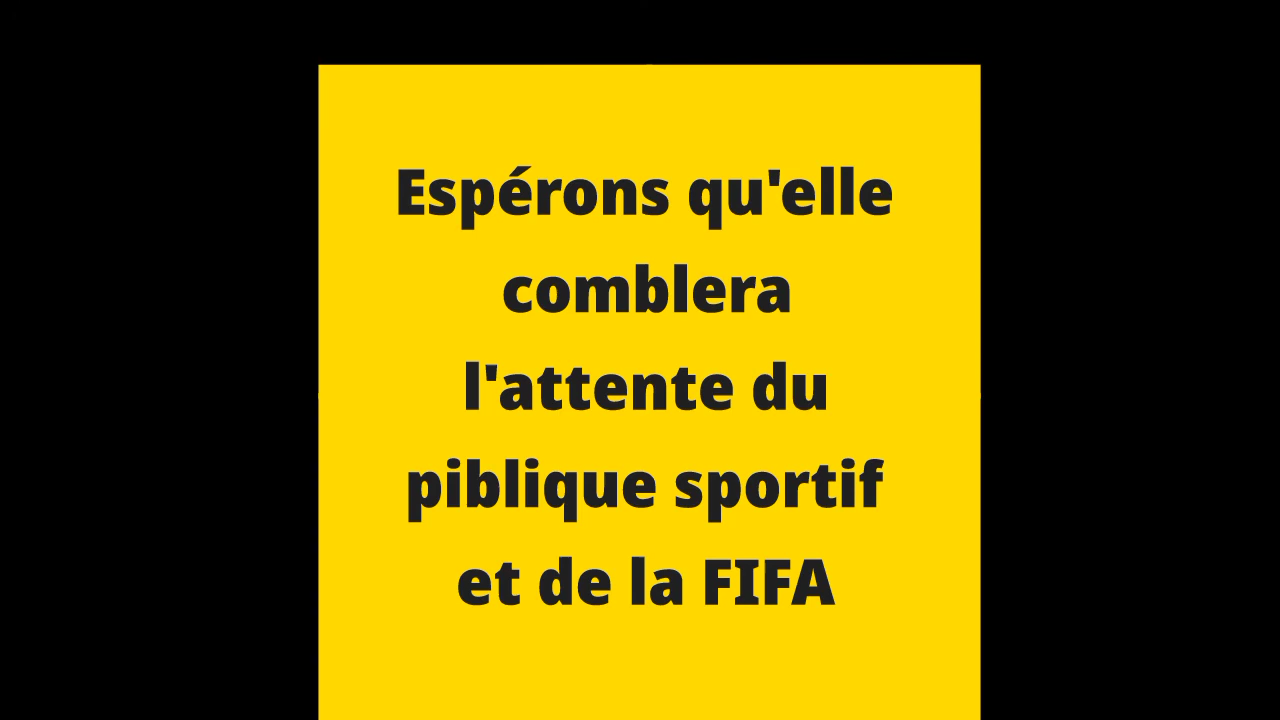 Espérons qu'elle
comblera
l'attente du
piblique sportif
et de la FIFA